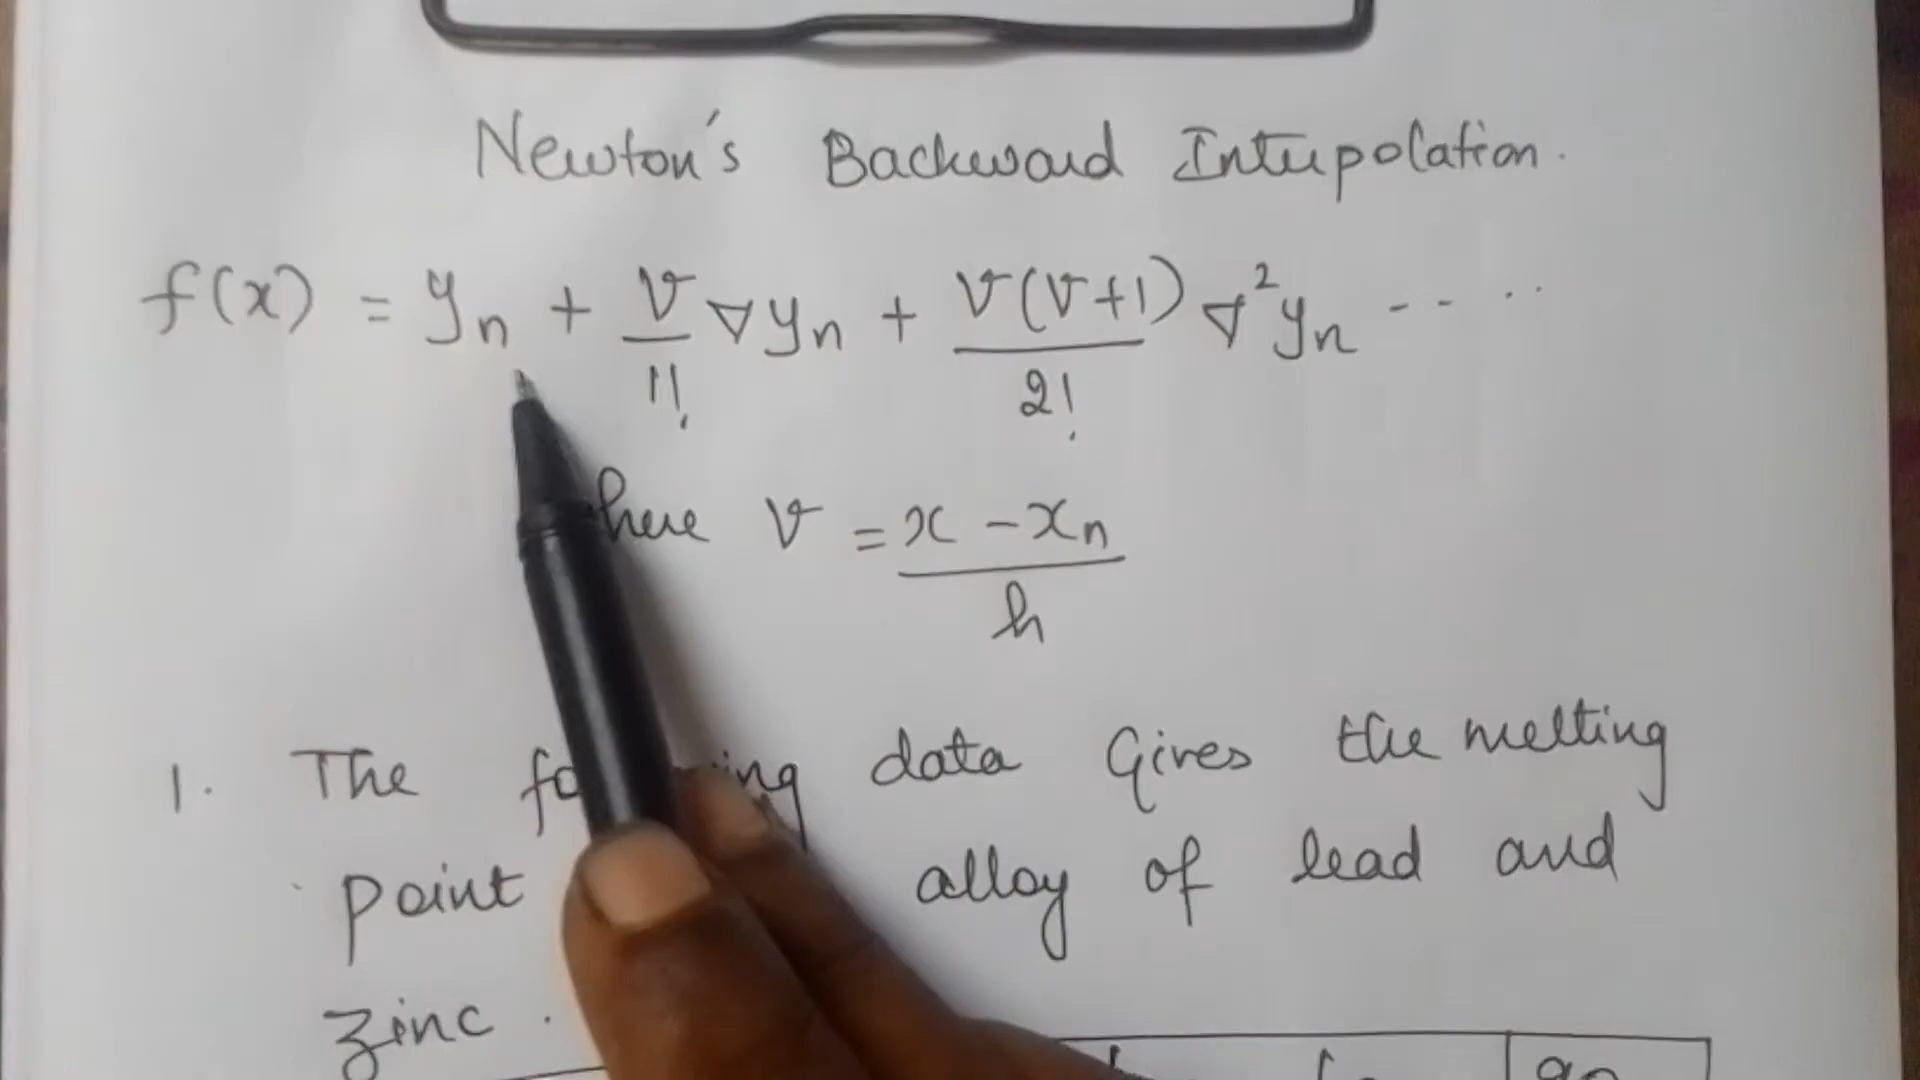 Newton's Backward Interpolation.
f(x) = yn + v/1! ∇yn + v(v+1)/2! ∇²yn -- ..
here v = x - xn / h
1. The data Gives the melting
point alloy of lead and
zinc.